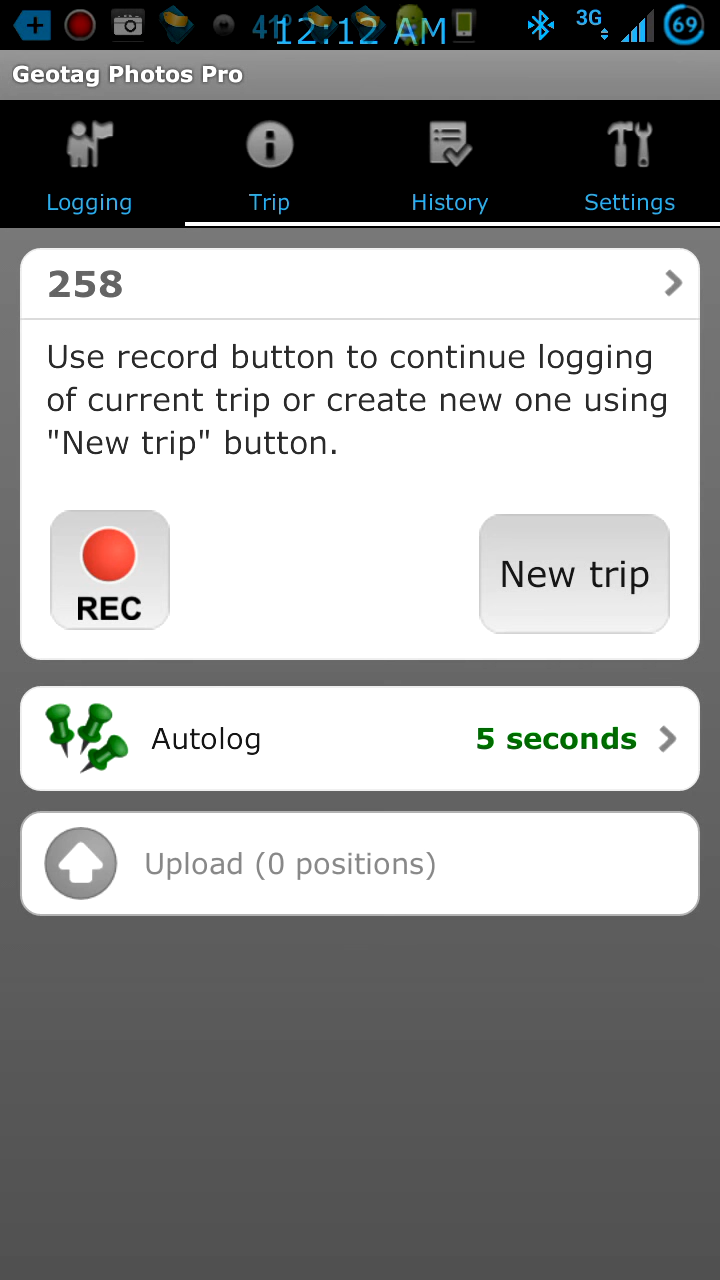 41° 12:12 AM 3G 69
Geotag Photos Pro
Logging Trip History Settings
258
Use record button to continue logging
of current trip or create new one using
"New trip" button.
REC New trip
Autolog 5 seconds
Upload (0 positions)